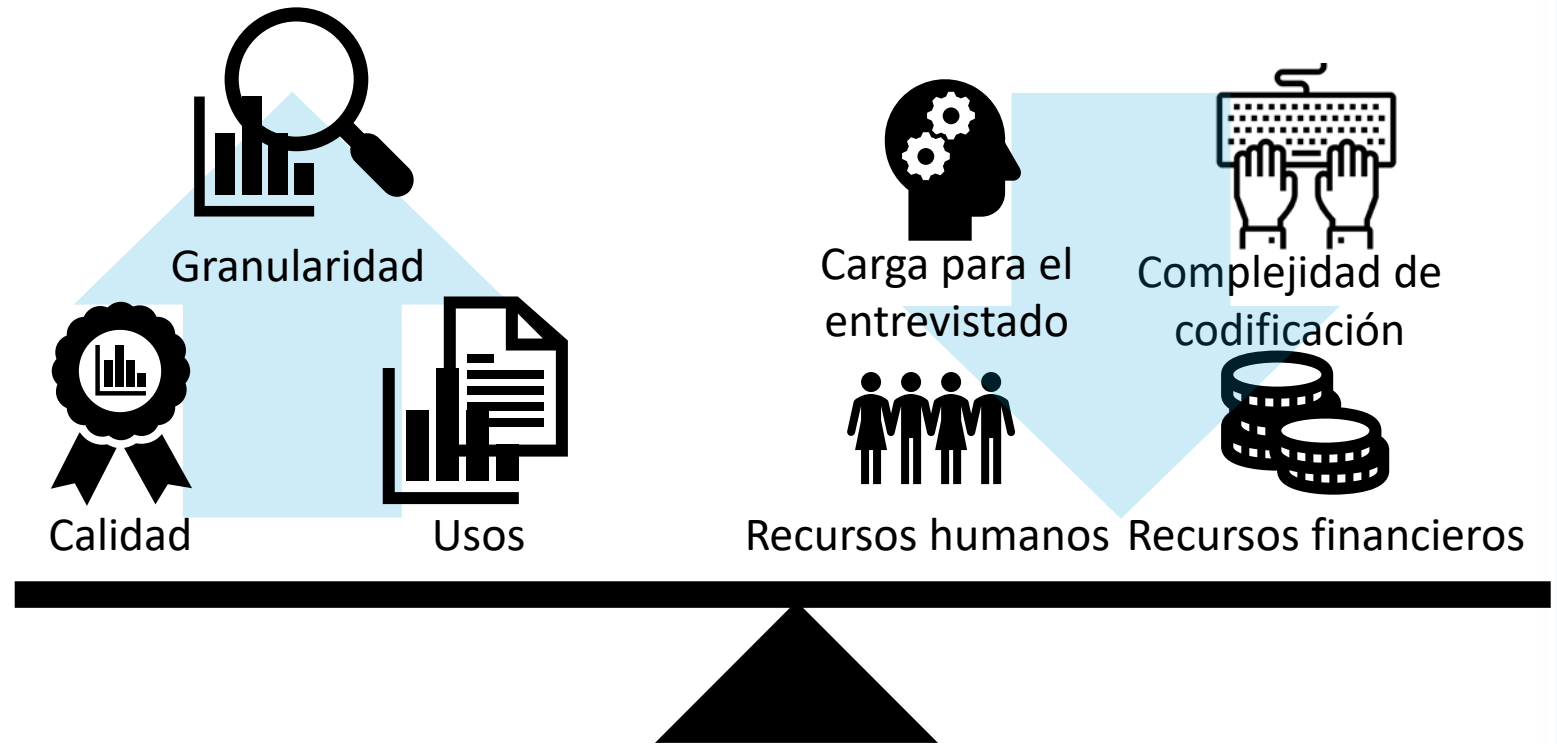 Granularidad
Calidad
Usos
Carga para el
entrevistado
Complejidad de
codificación
Recursos humanos
Recursos financieros